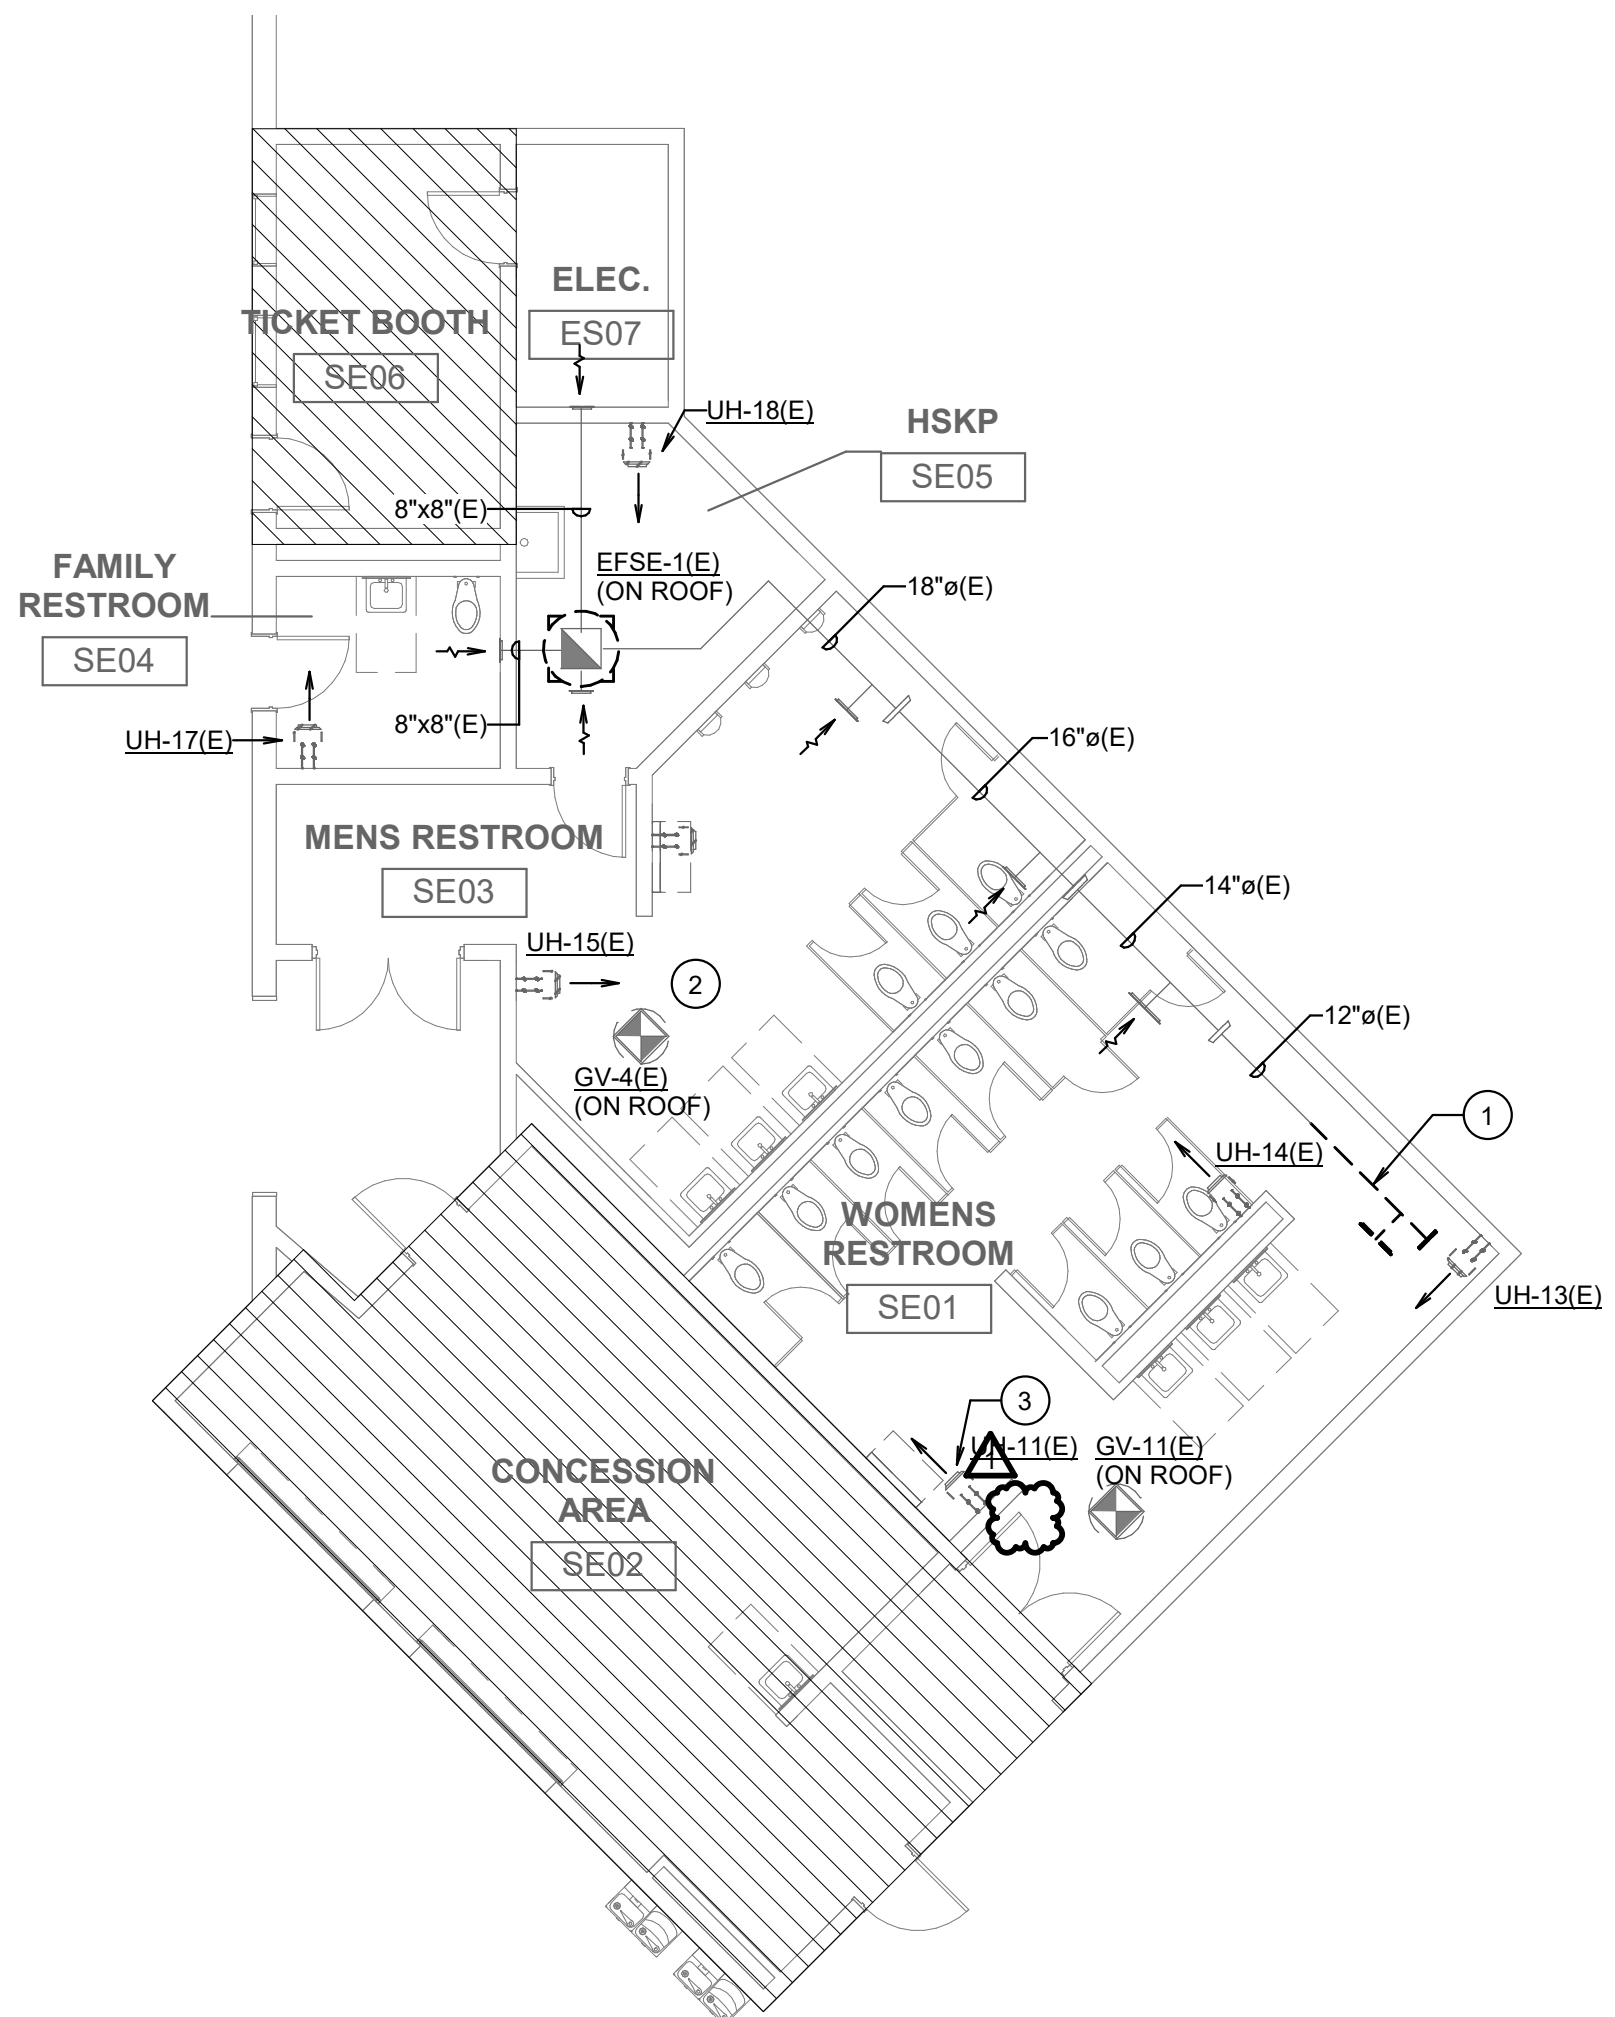 ELEC.
ES07
TICKET BOOTH
SE06
UH-18(E)
HSKP
SE05
8"x8"(E)
FAMILY
RESTROOM
SE04
EFSE-1(E)
(ON ROOF)
18"ø(E)
8"x8"(E)
UH-17(E)
16"ø(E)
MENS RESTROOM
SE03
14"ø(E)
UH-15(E)
2
12"ø(E)
GV-4(E)
(ON ROOF)
1
UH-14(E)
WOMENS
RESTROOM
SE01
UH-13(E)
3
UH-11(E)
GV-11(E)
(ON ROOF)
1
CONCESSION
AREA
SE02